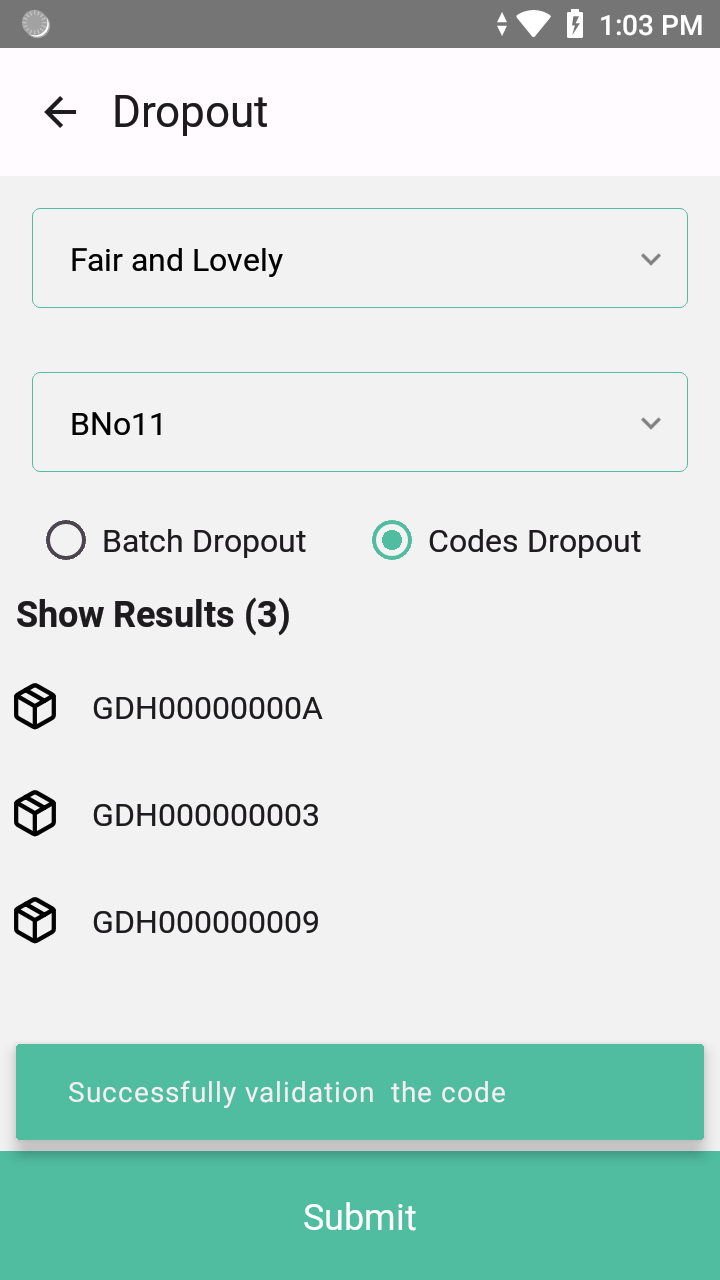 1:03 PM
Dropout
Fair and Lovely
BNo11
Batch Dropout Codes Dropout
Show Results (3)
GDH00000000A
GDH000000003
GDH000000009
Successfully validation  the code
Submit